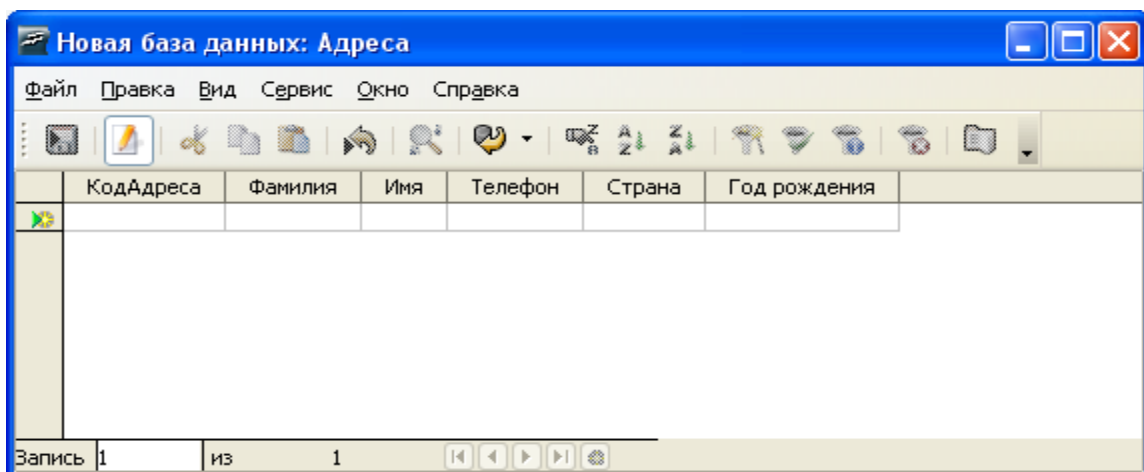 Новая база данных: Адреса
Файл Правка Вид Сервис Окно Справка
КодАдреса Фамилия Имя Телефон Страна Год рождения
Запись 1 из 1